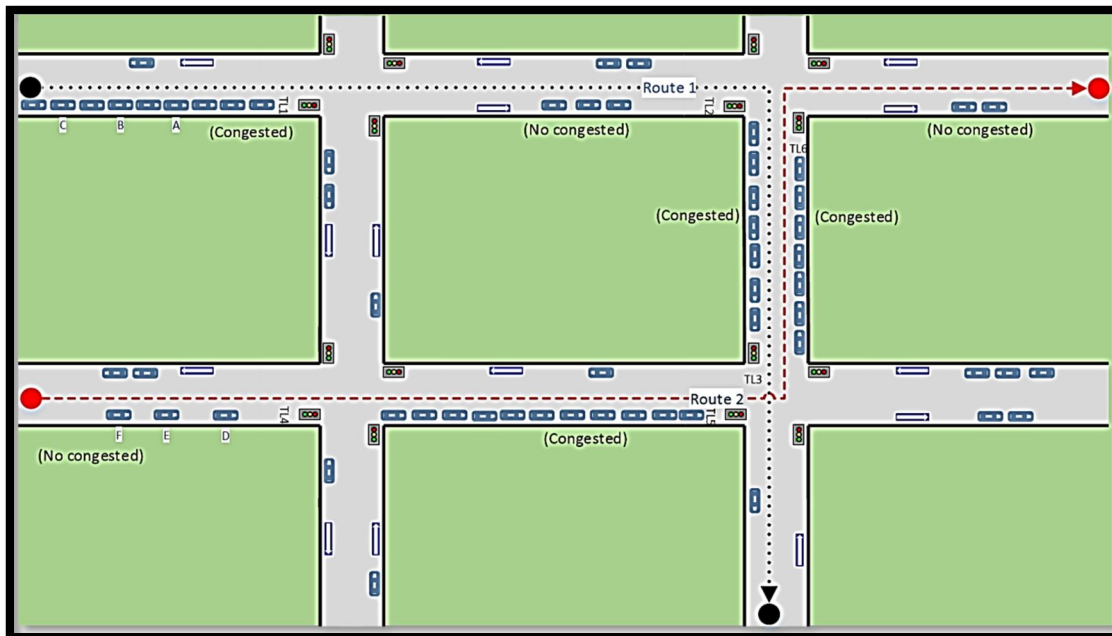 Route 1
TL1
TL2
C
B
A
(Congested)
(No congested)
(No congested)
TL6
(Congested)
(Congested)
TL3
Route 2
TL4
TL5
F
E
D
(No congested)
(Congested)